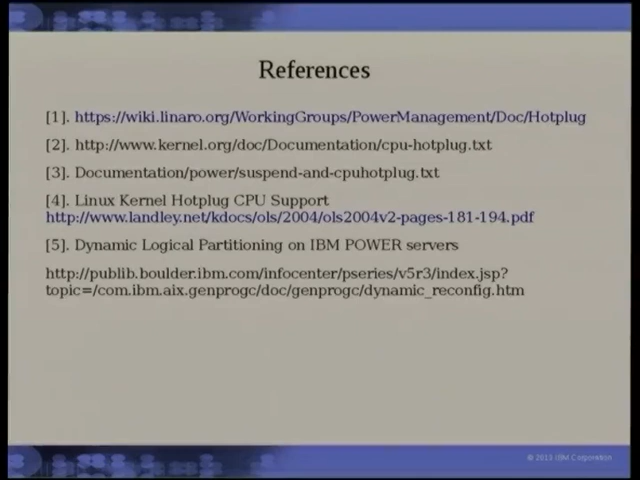 References
[1]. https://wiki.linaro.org/WorkingGroups/PowerManagement/Doc/Hotplug
[2]. http://www.kernel.org/doc/Documentation/cpu-hotplug.txt
[3]. Documentation/power/suspend-and-cpuhotplug.txt
[4]. Linux Kernel Hotplug CPU Support
http://www.landley.net/kdocs/ols/2004/ols2004v2-pages-181-194.pdf
[5]. Dynamic Logical Partitioning on IBM POWER servers
http://publib.boulder.ibm.com/infocenter/pseries/v5r3/index.jsp?
topic=/com.ibm.aix.genprogc/doc/genprogc/dynamic_reconfig.htm
© 2013 IBM Corporation